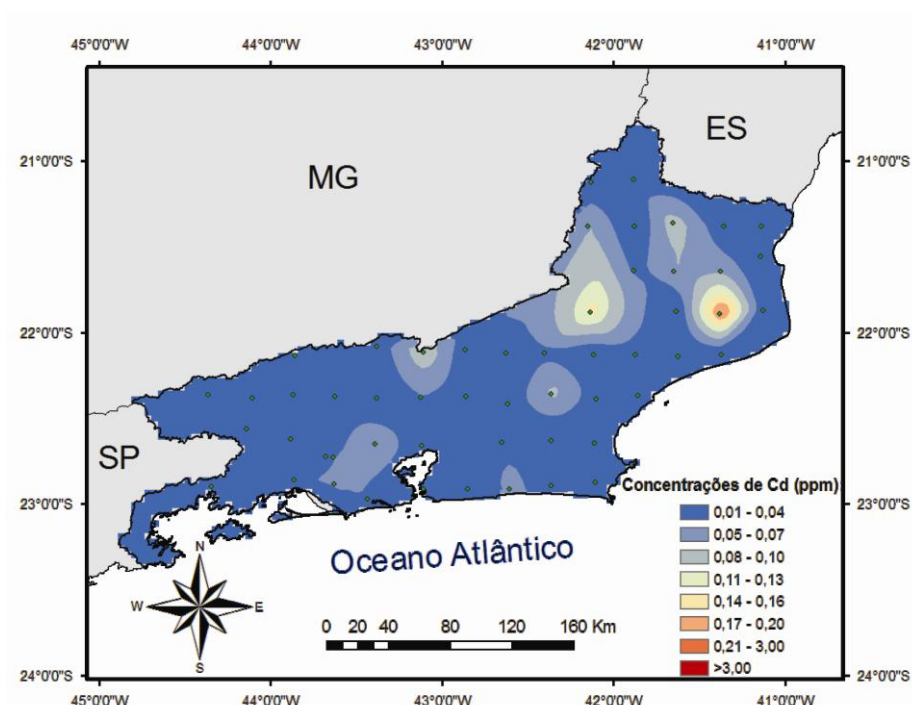 45°0'0"W 44°0'0"W 43°0'0"W 42°0'0"W 41°0'0"W
ES
21°0'0"S 21°0'0"S
MG
22°0'0"S 22°0'0"S
SP
23°0'0"S 23°0'0"S
Concentrações de Cd (ppm)
0,01 - 0,04
0,05 - 0,07
0,08 - 0,10
0,11 - 0,13
0,14 - 0,16
0,17 - 0,20
0,21 - 3,00
>3,00
Oceano Atlântico
N
W E
S
0 20 40 80 120 160 Km
24°0'0"S 24°0'0"S
45°0'0"W 44°0'0"W 43°0'0"W 42°0'0"W 41°0'0"W